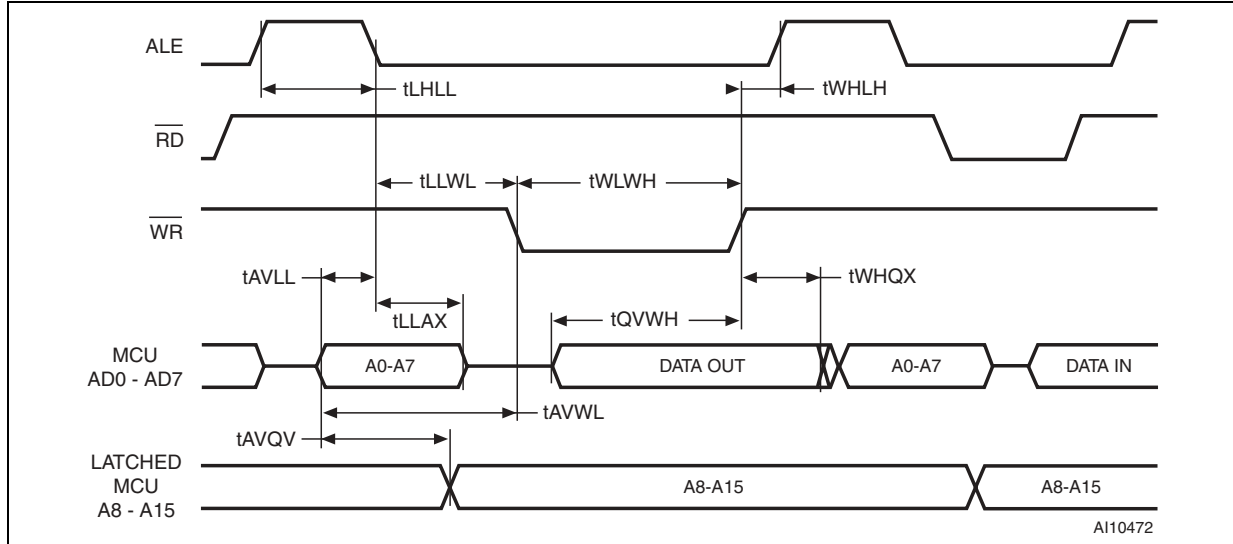 ALE
tLHLL
tWHLH
RD
tLLWL
tWLWH
WR
tAVLL
tWHQX
tLLAX
tQVWH
MCU
AD0 - AD7
A0-A7
DATA OUT
A0-A7
DATA IN
tAVWL
tAVQV
LATCHED
MCU
A8 - A15
A8-A15
A8-A15
AI10472